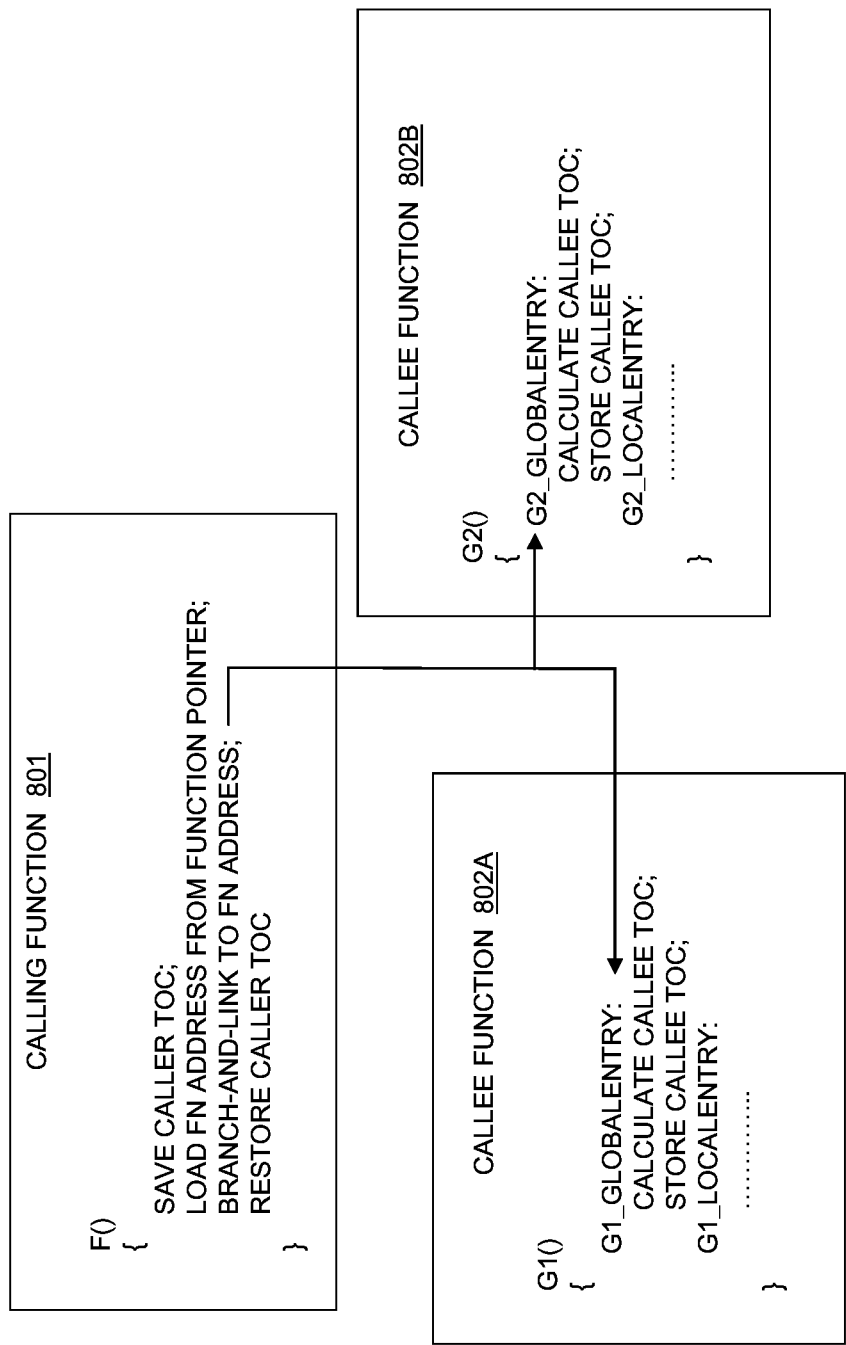 CALLING FUNCTION 801
F()
{
SAVE CALLER TOC;
LOAD FN ADDRESS FROM FUNCTION POINTER;
BRANCH-AND-LINK TO FN ADDRESS;
RESTORE CALLER TOC
}
CALLEE FUNCTION 802A
G1()
{
G1_GLOBALENTRY:
CALCULATE CALLEE TOC;
STORE CALLEE TOC;
G1_LOCALENTRY:
..............
}
CALLEE FUNCTION 802B
G2()
{
G2_GLOBALENTRY:
CALCULATE CALLEE TOC;
STORE CALLEE TOC;
G2_LOCALENTRY:
..............
}